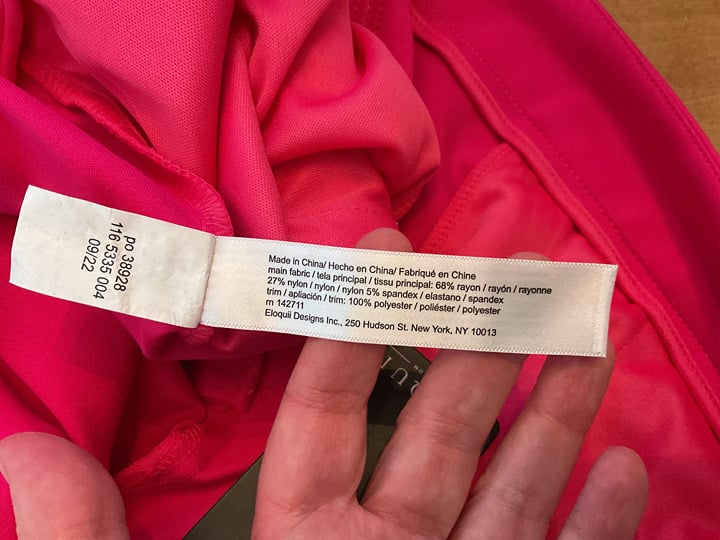 po 38928
116 5335 004
09/22
Made in China/ Hecho en China/ Fabriqué en Chine
main fabric / tela principal / tissu principal: 68% rayon / rayón / rayonne
27% nylon / nylon / nylon 5% spandex / elastano / spandex
trim / apliación / trim: 100% polyester / poliéster / polyester
rn 142711
Eloquii Designs Inc., 250 Hudson St. New York, NY 10013